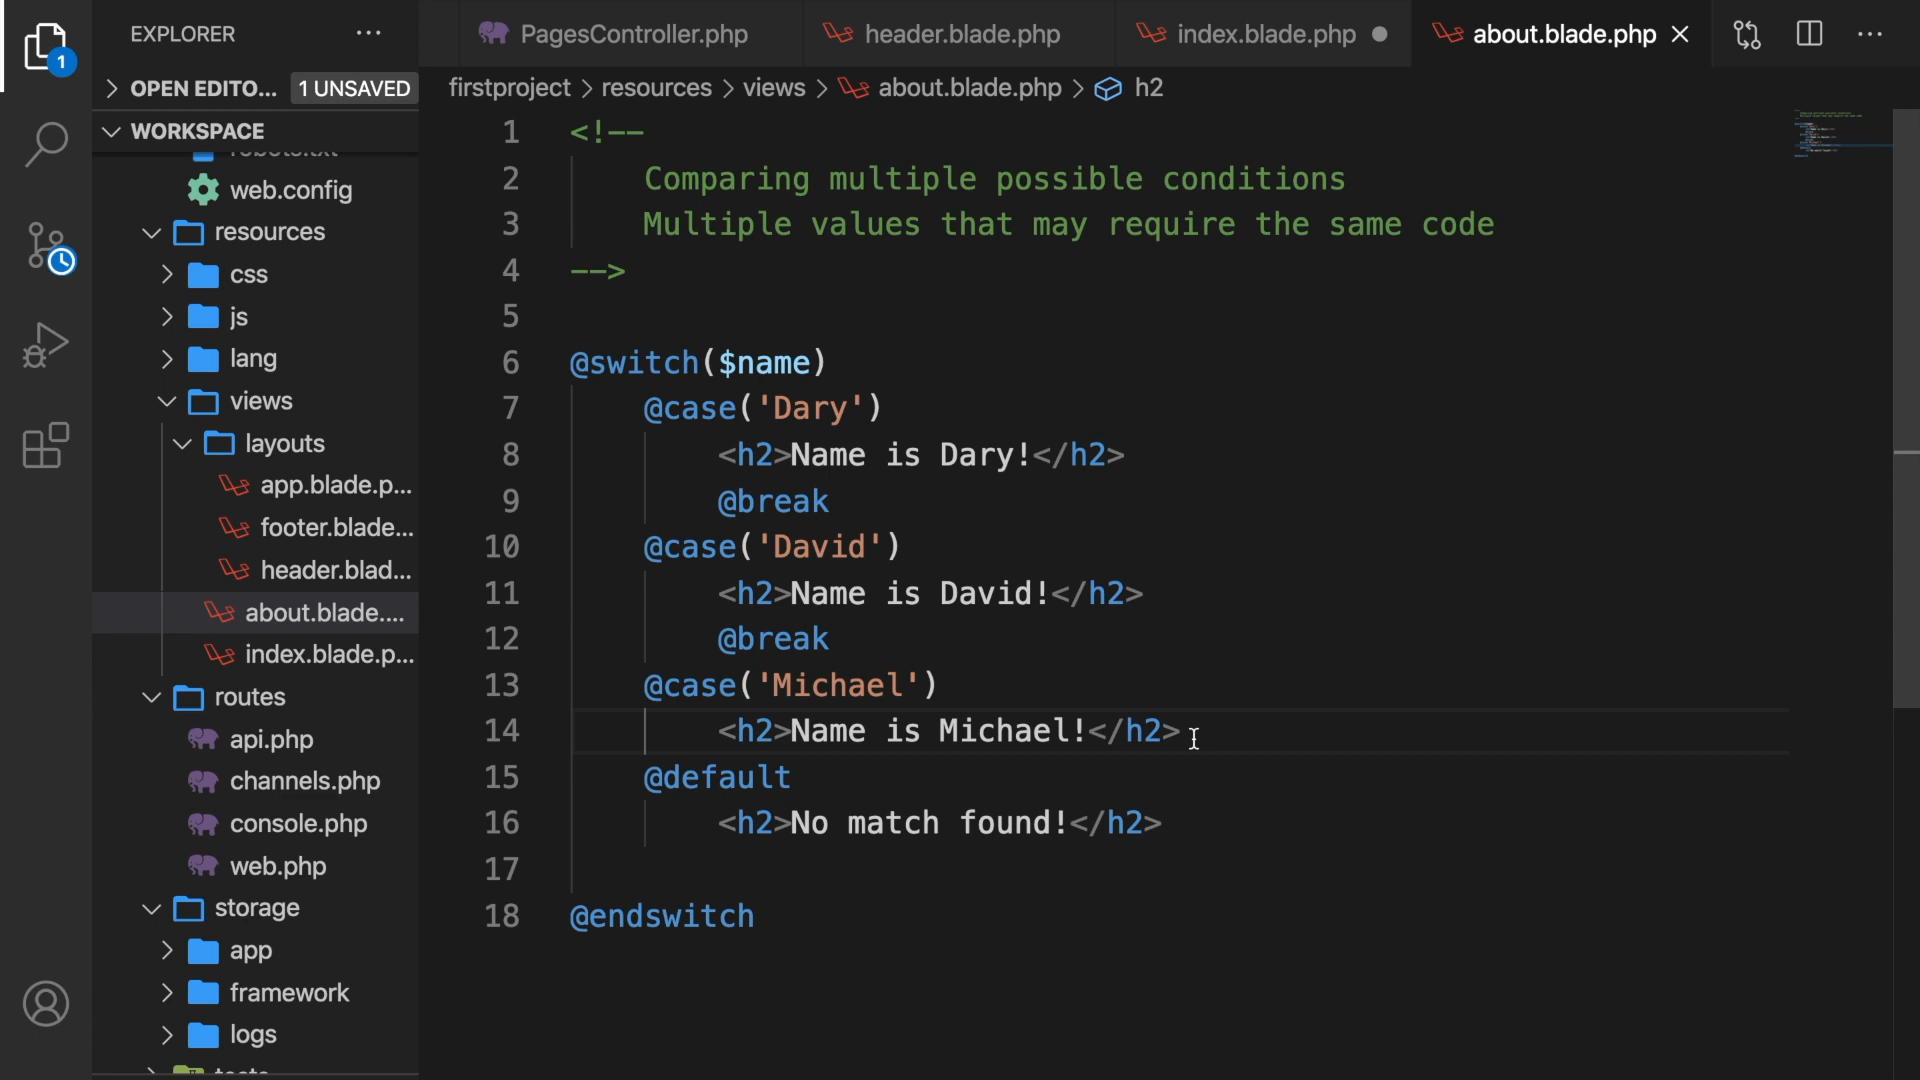 EXPLORER
1
OPEN EDITO...
1 UNSAVED
WORKSPACE
robots.txt
web.config
resources
css
js
lang
views
layouts
app.blade.p...
footer.blade...
header.blad...
about.blade....
index.blade.p...
routes
api.php
channels.php
console.php
web.php
storage
app
framework
logs
tests
PagesController.php
header.blade.php
index.blade.php
about.blade.php
firstproject > resources > views > about.blade.php > h2
1 <!--
2 Comparing multiple possible conditions
3 Multiple values that may require the same code
4 -->
5
6 @switch($name)
7 @case('Dary')
8 <h2>Name is Dary!</h2>
9 @break
10 @case('David')
11 <h2>Name is David!</h2>
12 @break
13 @case('Michael')
14 <h2>Name is Michael!</h2>
15 @default
16 <h2>No match found!</h2>
17
18 @endswitch